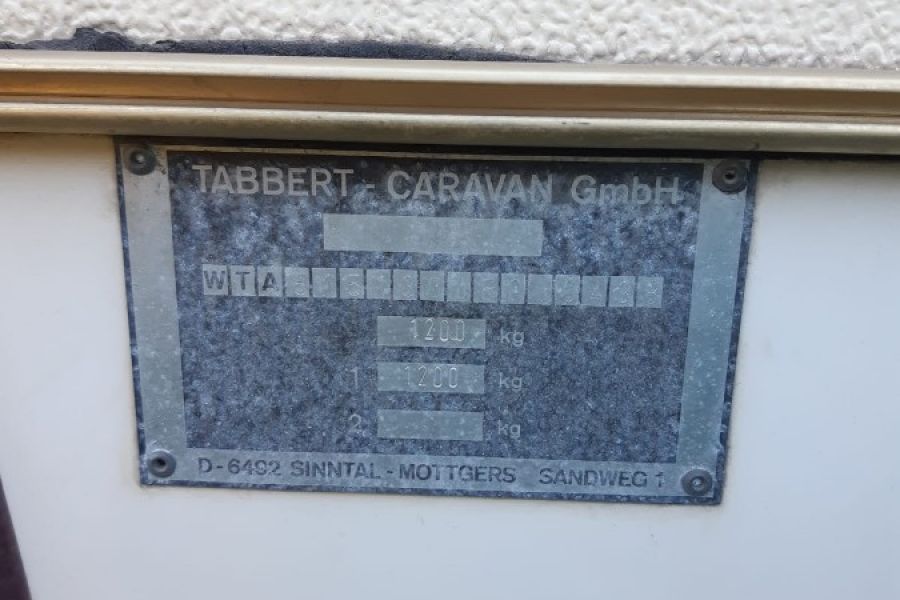 TABBERT - CARAVAN GmbH
WTA
1200 kg
1 1200 kg
2 kg
D-6492 SINNTAL - MOTTGERS SANDWEG 1